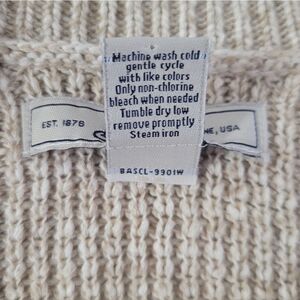 Machine wash cold
gentle cycle
with like colors
Only non-chlorine
bleach when needed
Tumble dry low
remove promptly
Steam iron
EST. 1878
NE, USA
BASCL-9901W